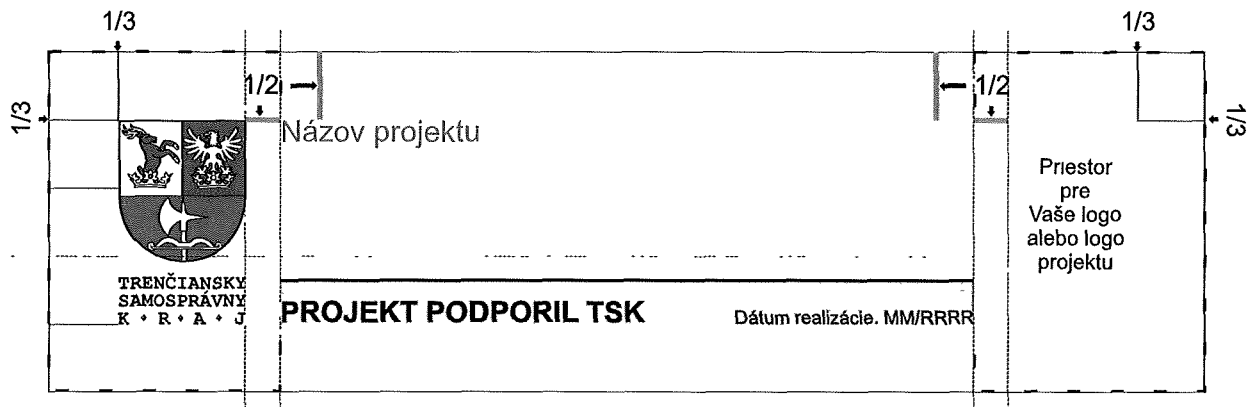 1/3
1/3
1/2
1/2
1/3
1/3
Názov projektu
Priestor
pre
Vaše logo
alebo logo
projektu
TRENČIANSKY
SAMOSPRÁVNY
K • R • A • J
PROJEKT PODPORIL TSK
Dátum realizácie. MM/RRRR